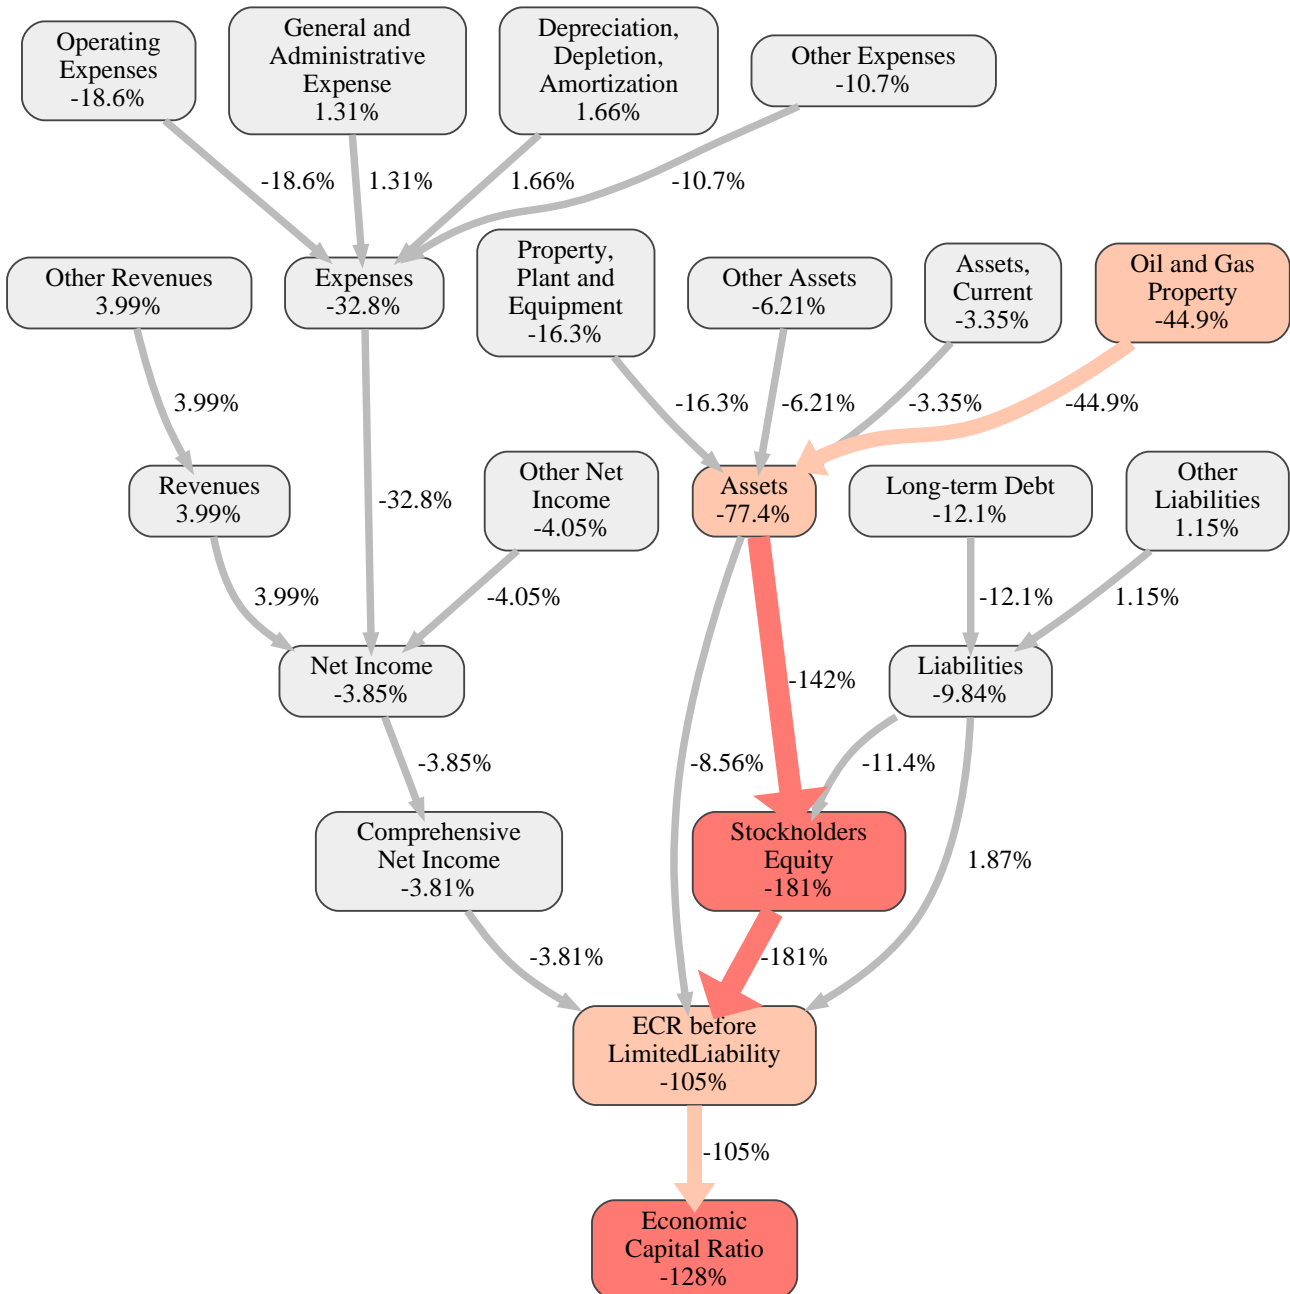 Operating
Expenses
-18.6%
General and
Administrative
Expense
1.31%
Depreciation,
Depletion,
Amortization
1.66%
Other Expenses
-10.7%
-18.6%
1.31%
1.66%
-10.7%
Other Revenues
3.99%
Expenses
-32.8%
Property,
Plant and
Equipment
-16.3%
Other Assets
-6.21%
Assets,
Current
-3.35%
Oil and Gas
Property
-44.9%
3.99%
-16.3%
-6.21%
-3.35%
-44.9%
Revenues
3.99%
-32.8%
Other Net
Income
-4.05%
Assets
-77.4%
Long-term Debt
-12.1%
Other
Liabilities
1.15%
3.99%
-4.05%
-12.1%
1.15%
Net Income
-3.85%
-142%
Liabilities
-9.84%
-3.85%
-8.56%
-11.4%
Comprehensive
Net Income
-3.81%
Stockholders
Equity
-181%
1.87%
-3.81%
-181%
ECR before
LimitedLiability
-105%
-105%
Economic
Capital Ratio
-128%